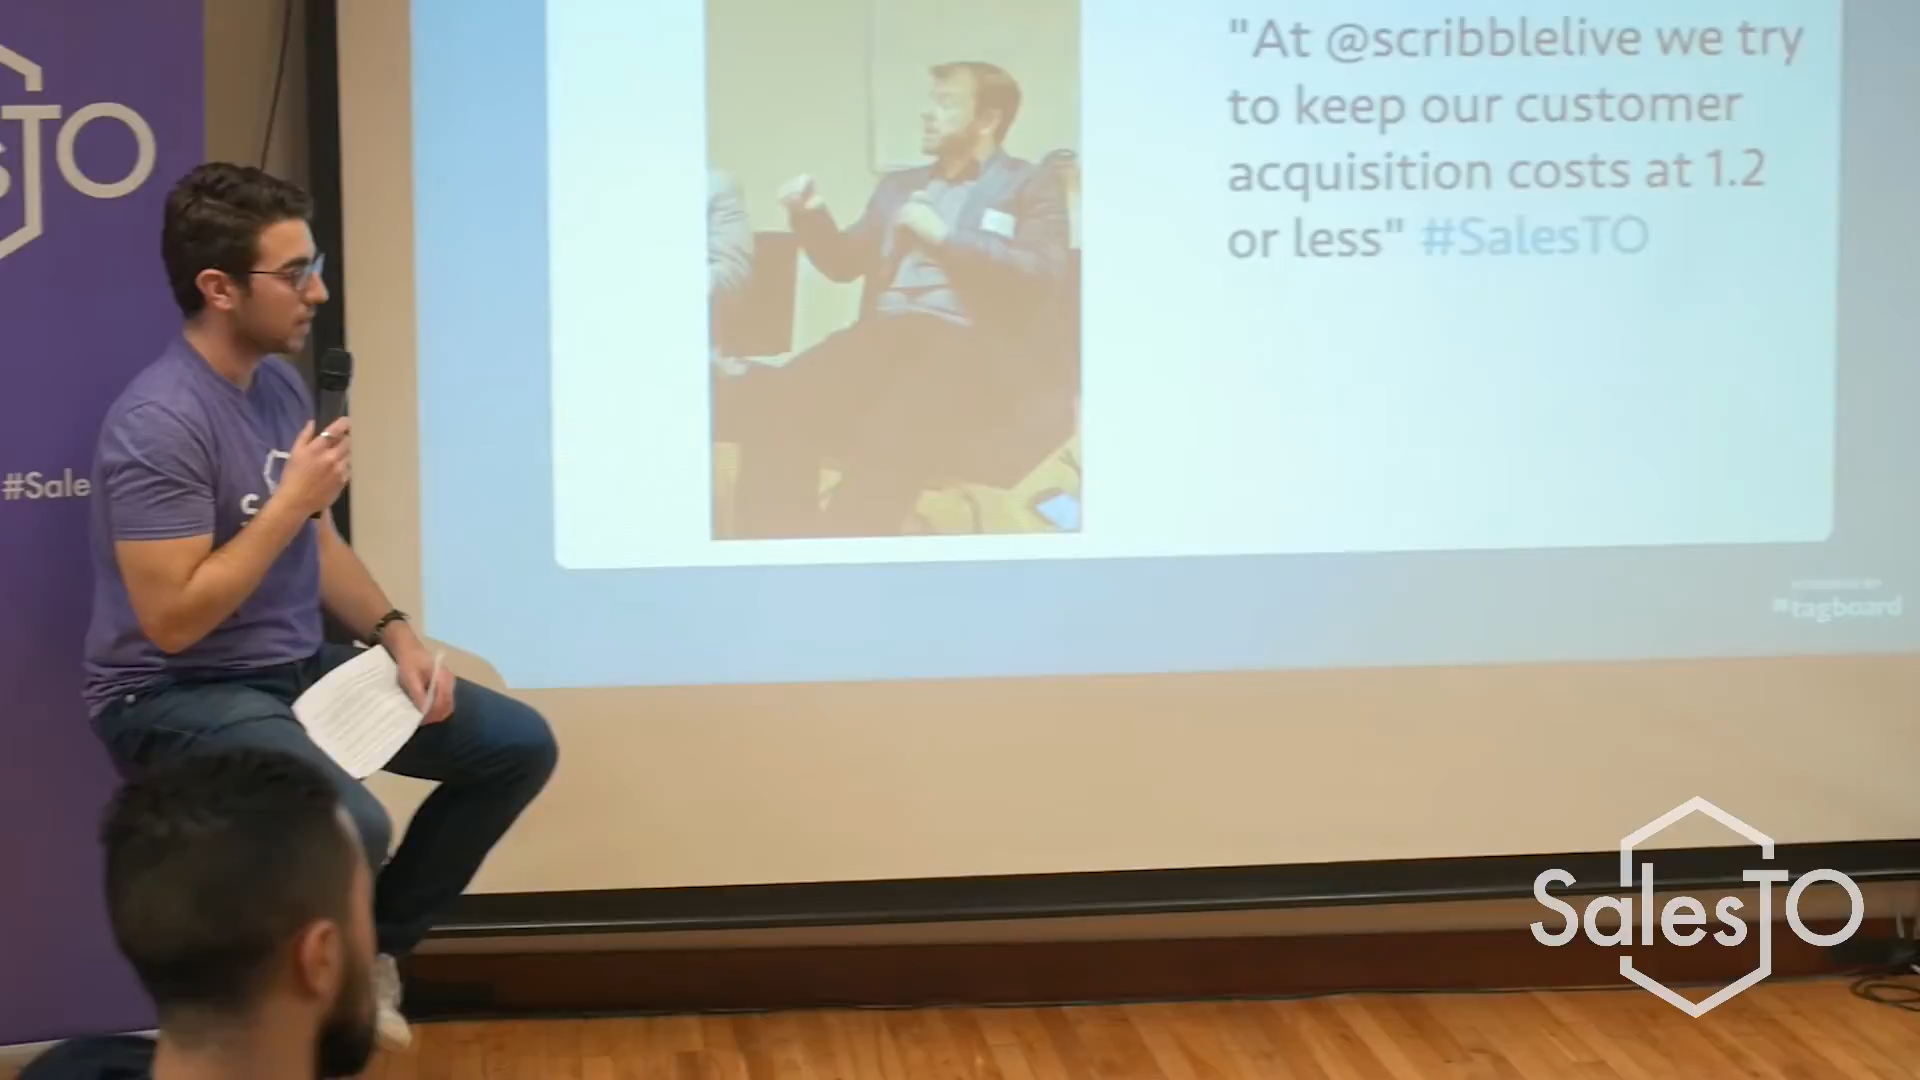 "At @scribblelive we try
to keep our customer
acquisition costs at 1.2
or less" #SalesTO
sTO
#Sale
S
#tagboard
SalesTO